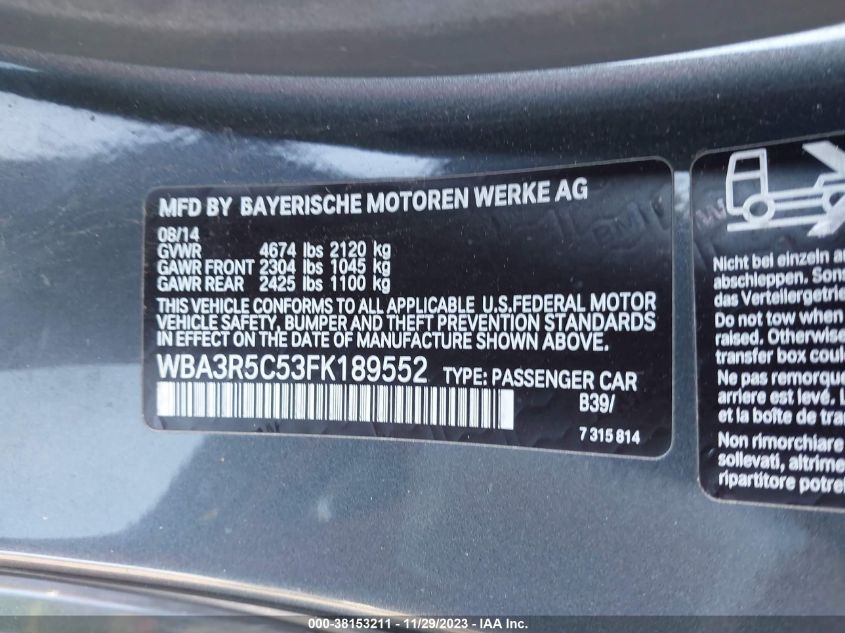 MFD BY BAYERISCHE MOTOREN WERKE AG
08/14
GVWR 4674 lbs 2120 kg
GAWR FRONT 2304 lbs 1045 kg
GAWR REAR 2425 lbs 1100 kg
THIS VEHICLE CONFORMS TO ALL APPLICABLE U.S.FEDERAL MOTOR
VEHICLE SAFETY, BUMPER AND THEFT PREVENTION STANDARDS
IN EFFECT ON THE DATE OF MANUFACTURE SHOWN ABOVE.
WBA3R5C53FK189552 TYPE: PASSENGER CAR
B39/
7 315 814
Nicht bei einzeln a
abschleppen. Sons
das Verteilergetrie
Do not tow when
raised. Otherwise
transfer box coul
Ne pas remorque
arriere est levé. L
et la boîte de tra
Non rimorchiare
sollevati, altrime
ripartitore potre
000-38153211 - 11/29/2023 - IAA Inc.